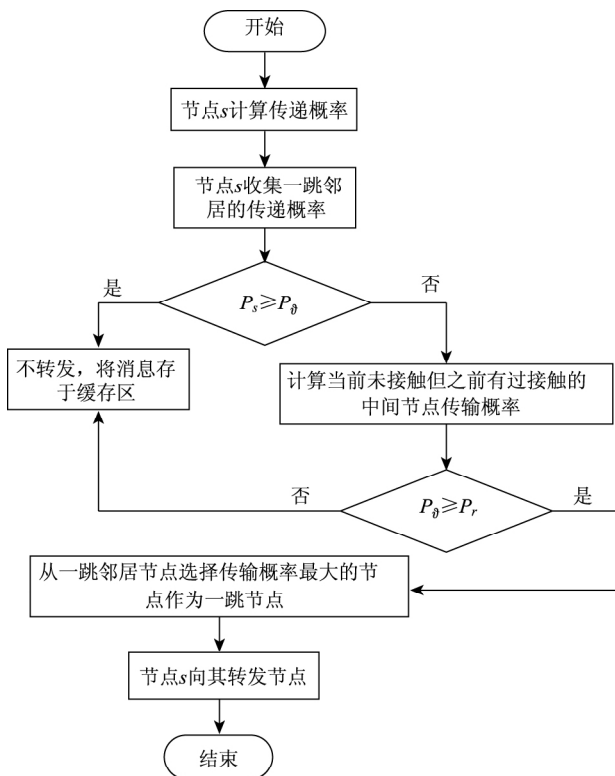 开始
节点s计算传递概率
节点s收集一跳邻
居的传递概率
是
P_s≥P_ϑ
否
不转发，将消息存
于缓存区
计算当前未接触但之前有过接触的
中间节点传输概率
否
P_ϑ≥P_r
是
从一跳邻居节点选择传输概率最大的节
点作为一跳节点
节点s向其转发节点
结束